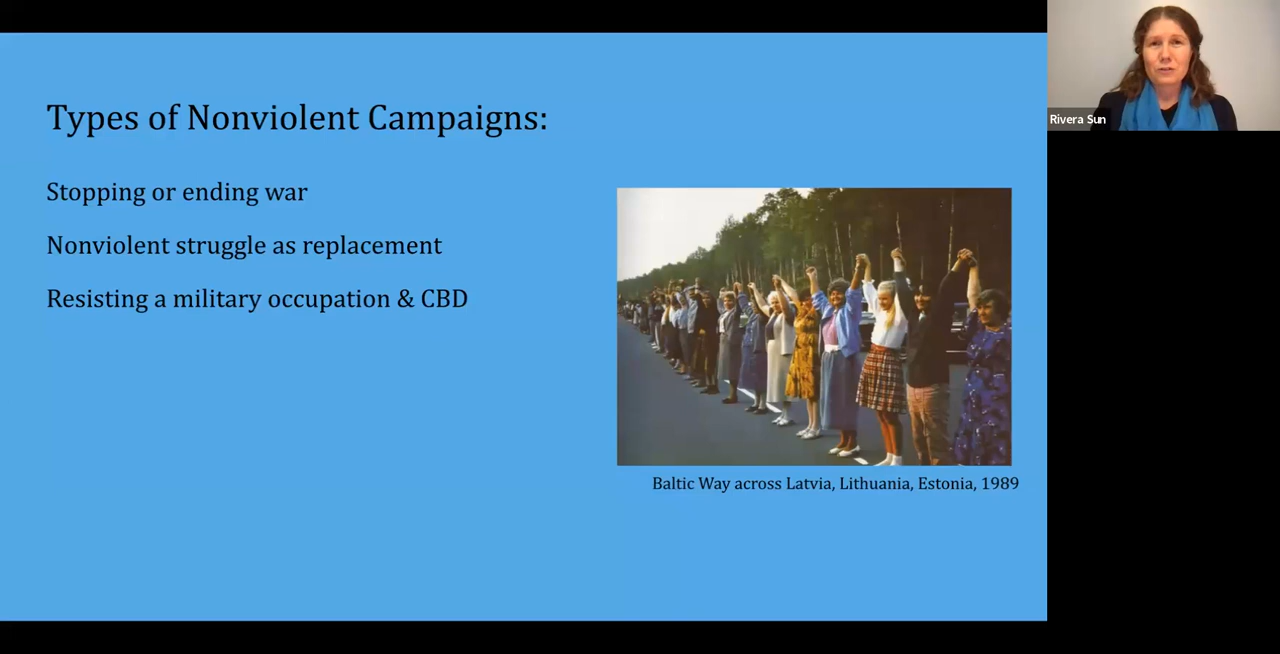 Types of Nonviolent Campaigns:
Stopping or ending war
Nonviolent struggle as replacement
Resisting a military occupation & CBD
Baltic Way across Latvia, Lithuania, Estonia, 1989
Rivera Sun